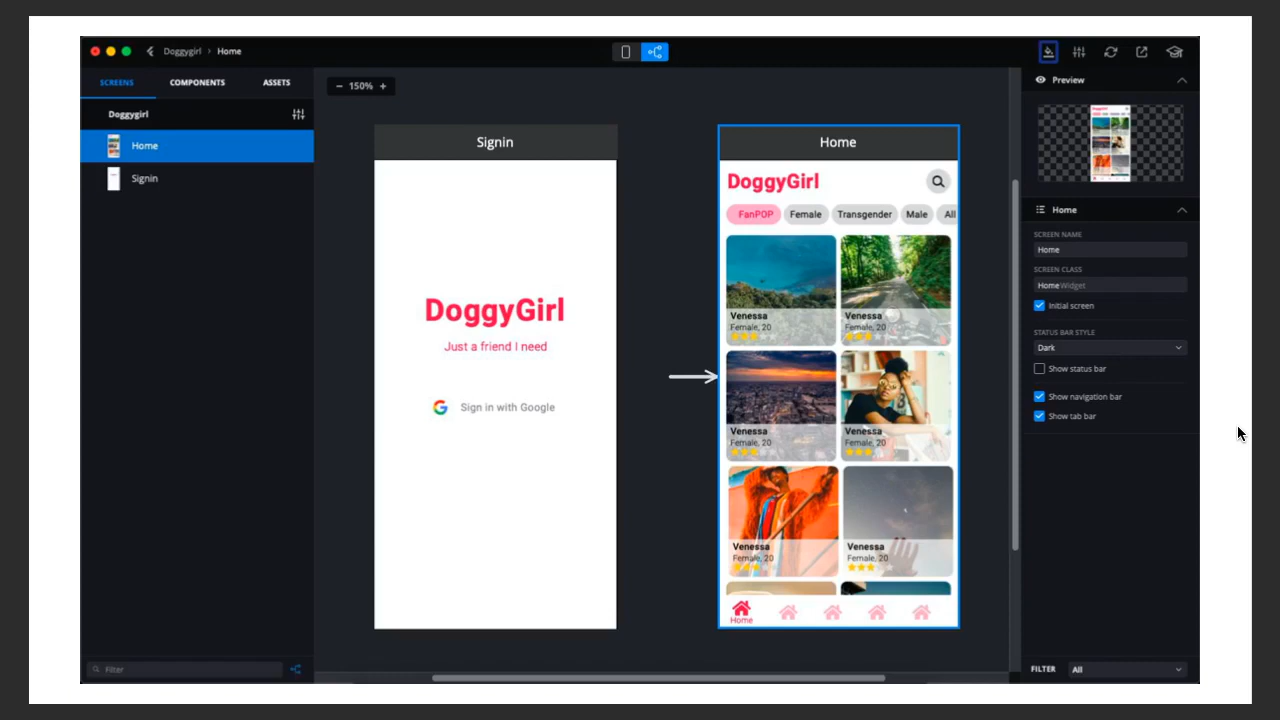 Doggygirl › Home
SCREENS COMPONENTS ASSETS
Doggygirl
Home
Signin
Filter
− 150% +
Signin
DoggyGirl
Just a friend I need
Sign in with Google
Home
DoggyGirl
FanPOP Female Transgender Male All
Venessa
Female, 20
Venessa
Female, 20
Venessa
Female, 20
Venessa
Female, 20
Venessa
Female, 20
Venessa
Female, 20
Home
Preview
Home
SCREEN NAME
Home
SCREEN CLASS
HomeWidget
Initial screen
STATUS BAR STYLE
Dark
Show status bar
Show navigation bar
Show tab bar
FILTER All